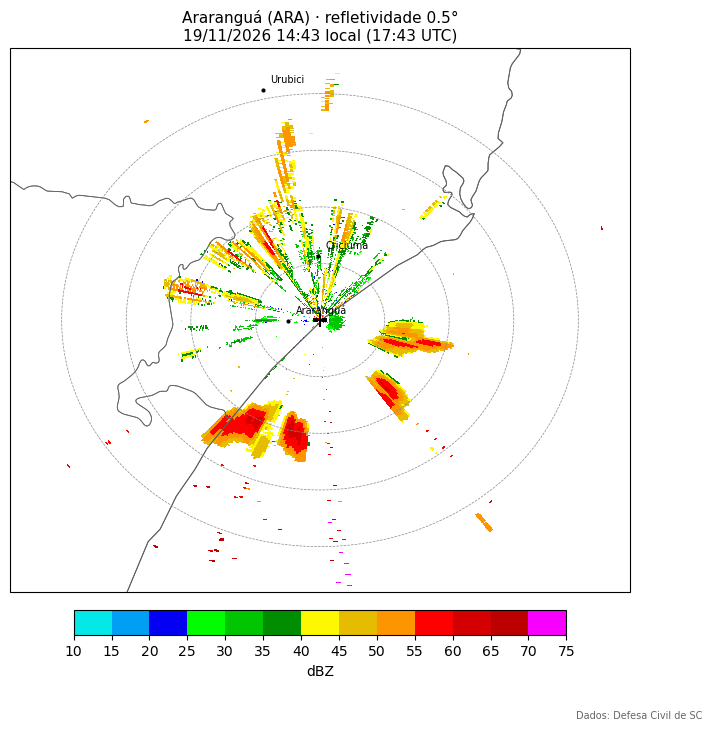 Araranguá (ARA) · refletividade 0.5°
19/11/2026 14:43 local (17:43 UTC)
Urubici
Criciúma
Araranguá
10 15 20 25 30 35 40 45 50 55 60 65 70 75
dBZ
Dados: Defesa Civil de SC